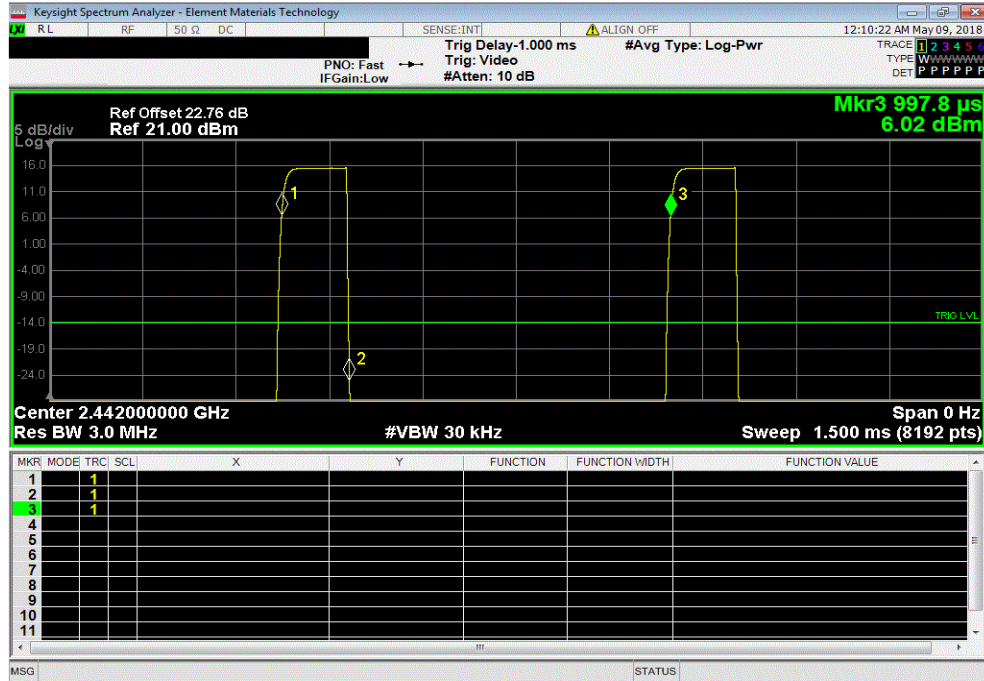 Keysight Spectrum Analyzer - Element Materials Technology
LXI RL RF 50 Ω DC SENSE:INT ALIGN OFF 12:10:22 AM May 09, 2018
Trig Delay-1.000 ms #Avg Type: Log-Pwr TRACE 1 2 3 4 5 6
PNO: Fast Trig: Video TYPE WWWWWW
IFGain:Low #Atten: 10 dB DET P P P P P P
Mkr3 997.8 µs
Ref Offset 22.76 dB
5 dB/div Ref 21.00 dBm 6.02 dBm
Log
16.0
11.0
1 3
6.00
1.00
-4.00
-9.00
-14.0
TRIG LVL
-19.0
2
-24.0
Center 2.442000000 GHz Span 0 Hz
Res BW 3.0 MHz #VBW 30 kHz Sweep 1.500 ms (8192 pts)
MKR MODE TRC SCL X Y FUNCTION FUNCTION WIDTH FUNCTION VALUE
1 1
2 1
3 1
4
5
6
7
8
9
10
11
MSG STATUS